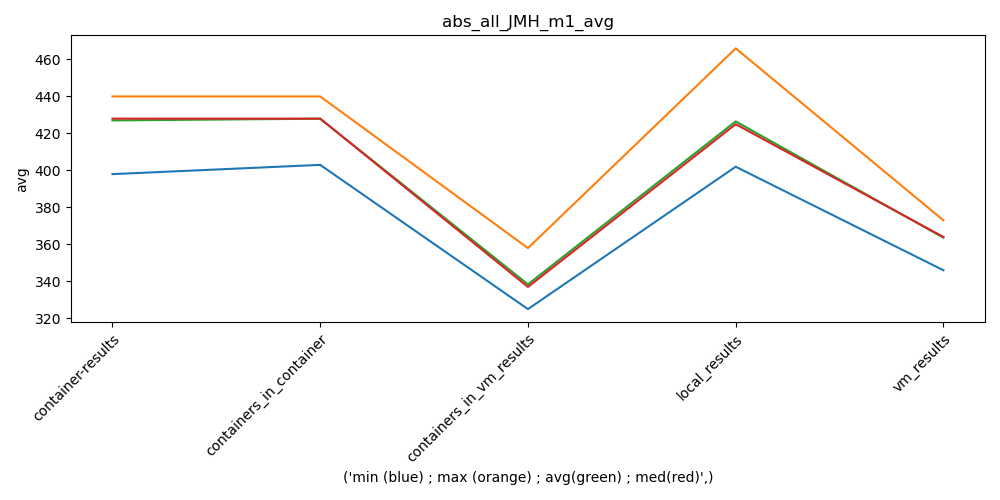 abs_all_JMH_m1_avg
460
440
420
400
380
360
340
320
avg
container-results
containers_in_container
containers_in_vm_results
local_results
vm_results
('min (blue) ; max (orange) ; avg(green) ; med(red)',)